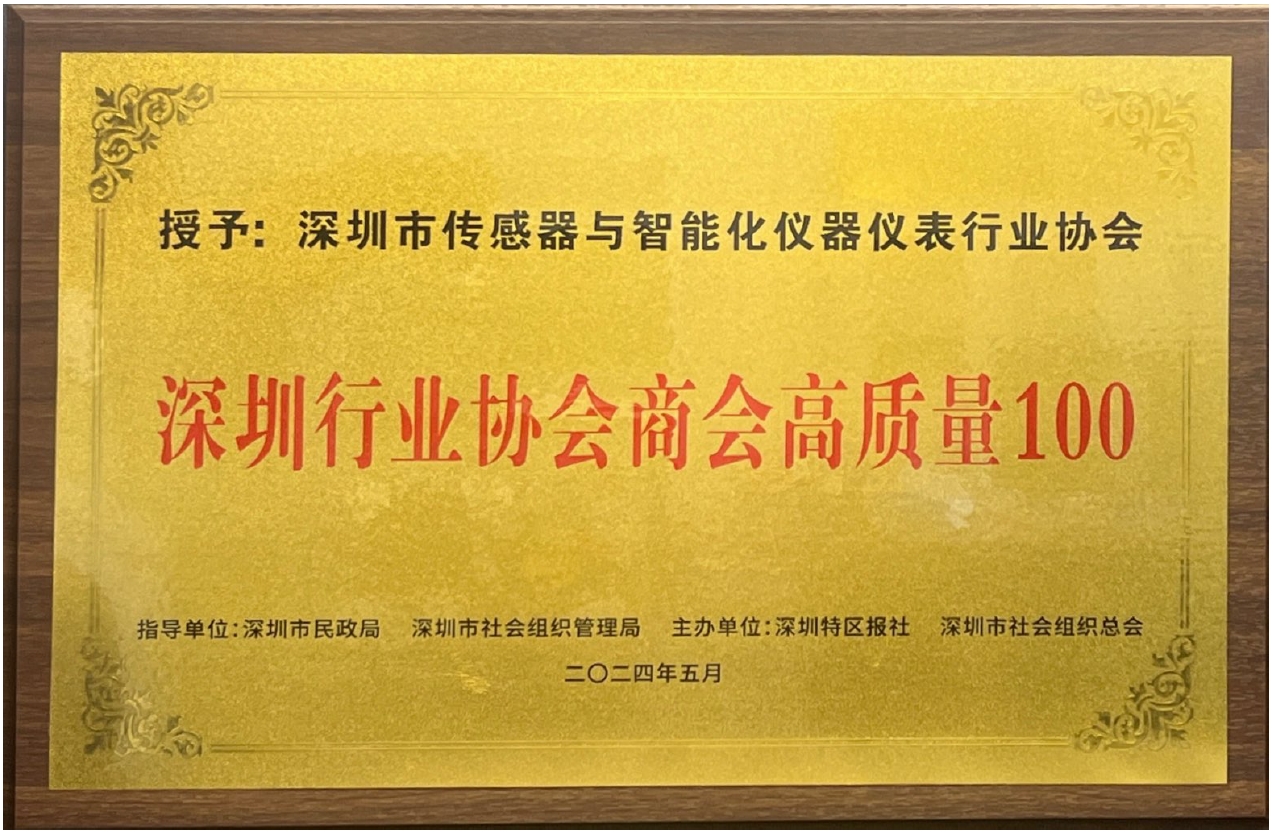 授予：深圳市传感器与智能化仪器仪表行业协会
深圳行业协会商会高质量100
指导单位：深圳市民政局 深圳市社会组织管理局 主办单位：深圳特区报社 深圳市社会组织总会
二〇二四年五月